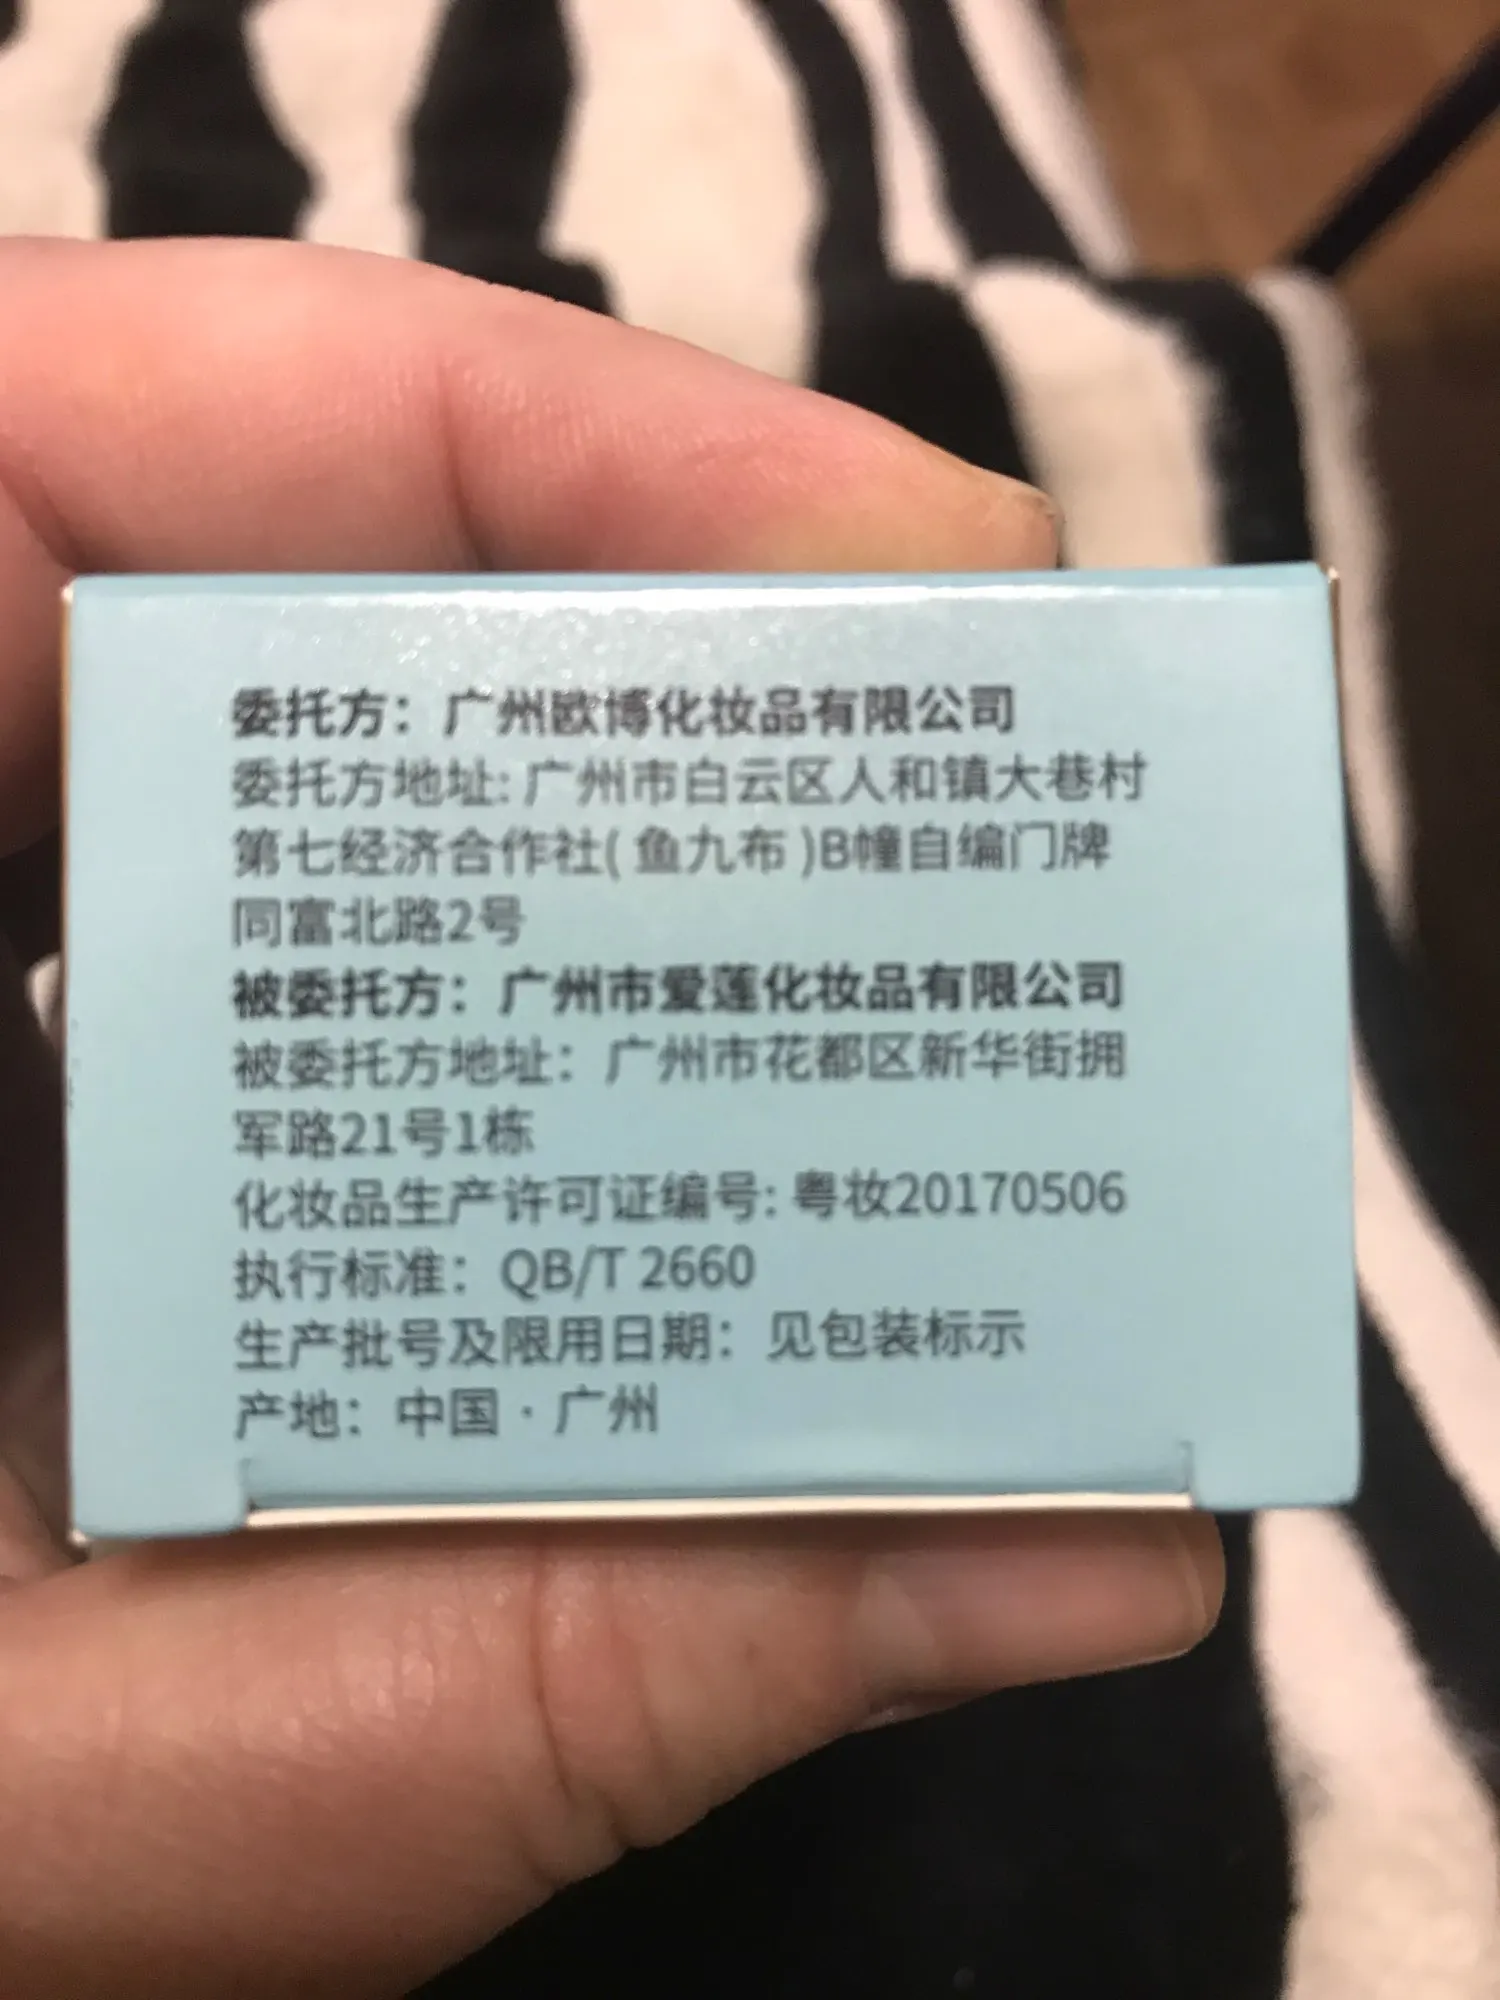 委托方：广州欧博化妆品有限公司
委托方地址: 广州市白云区人和镇大巷村
第七经济合作社( 鱼九布 )B幢自编门牌
同富北路2号
被委托方：广州市爱莲化妆品有限公司
被委托方地址：广州市花都区新华街拥
军路21号1栋
化妆品生产许可证编号: 粤妆20170506
执行标准：QB/T 2660
生产批号及限用日期：见包装标示
产地：中国 · 广州